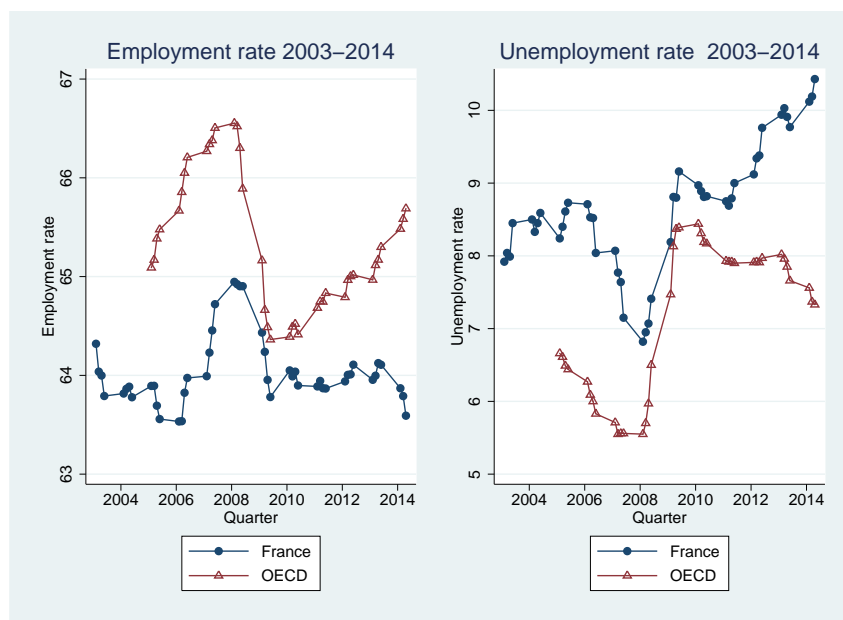 Employment rate 2003–2014
Employment rate
67
66
65
64
63
2004 2006 2008 2010 2012 2014
Quarter
France
OECD
Unemployment rate 2003–2014
Unemployment rate
10
9
8
7
6
5
2004 2006 2008 2010 2012 2014
Quarter
France
OECD